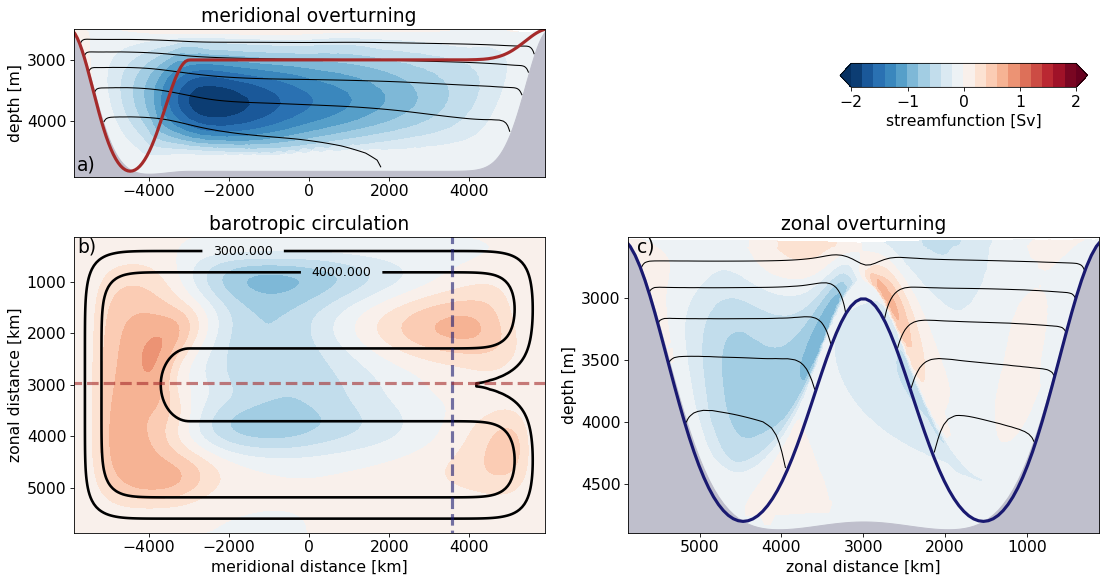 meridional overturning
3000
4000
depth [m]
a)
−4000 −2000 0 2000 4000
−2 −1 0 1 2
streamfunction [Sv]
barotropic circulation
b)
3000.000
4000.000
1000
2000
3000
4000
5000
zonal distance [km]
−4000 −2000 0 2000 4000
meridional distance [km]
zonal overturning
c)
3000
3500
4000
4500
depth [m]
5000 4000 3000 2000 1000
zonal distance [km]